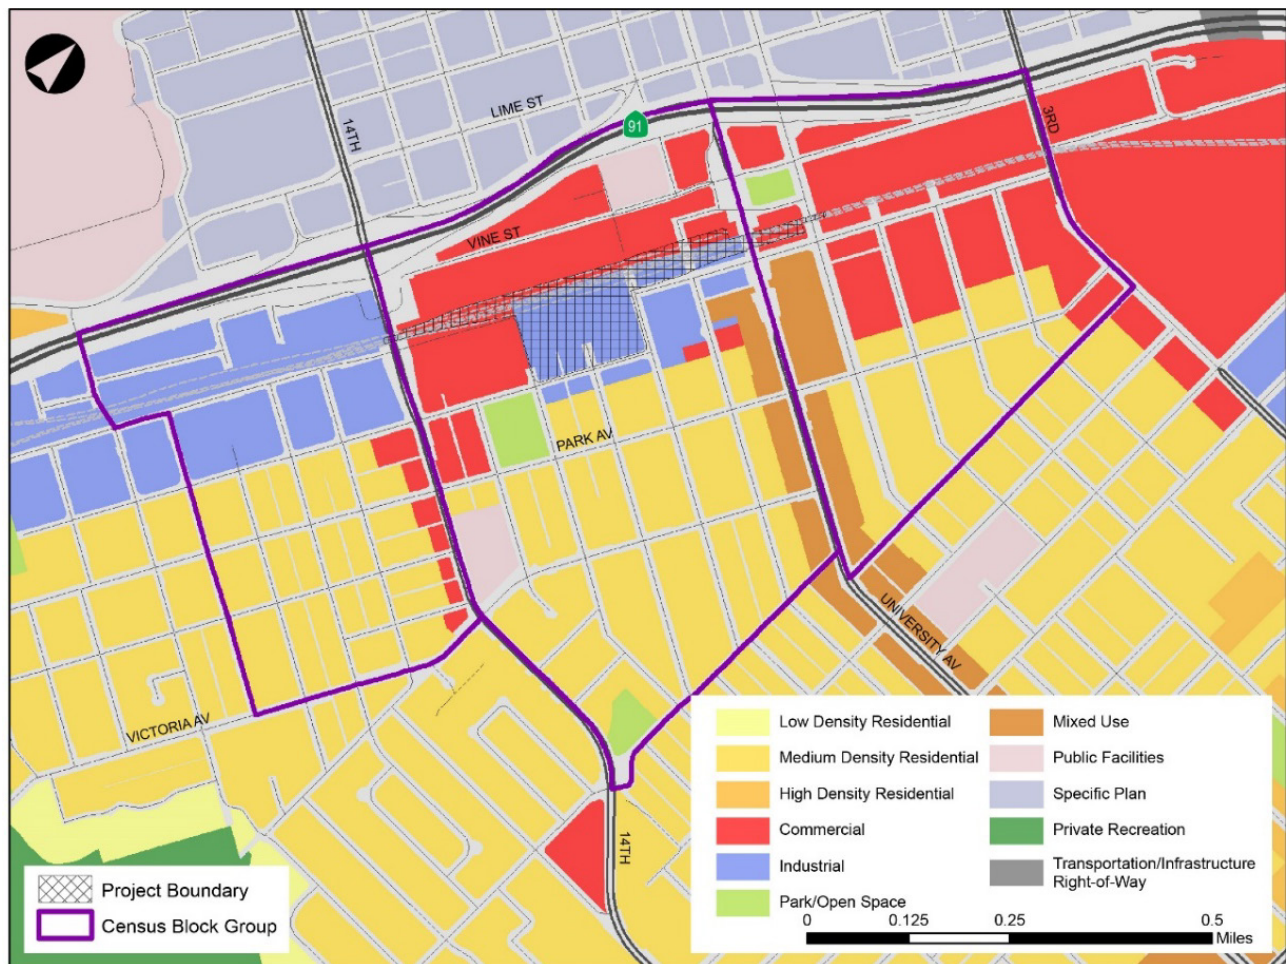 LIME ST
14TH
91
3RD
VINE ST
PARK AV
UNIVERSITY AV
VICTORIA AV
14TH
Low Density Residential
Medium Density Residential
High Density Residential
Commercial
Industrial
Park/Open Space
Mixed Use
Public Facilities
Specific Plan
Private Recreation
Transportation/Infrastructure
Right-of-Way
Project Boundary
Census Block Group
0 0.125 0.25 0.5
Miles